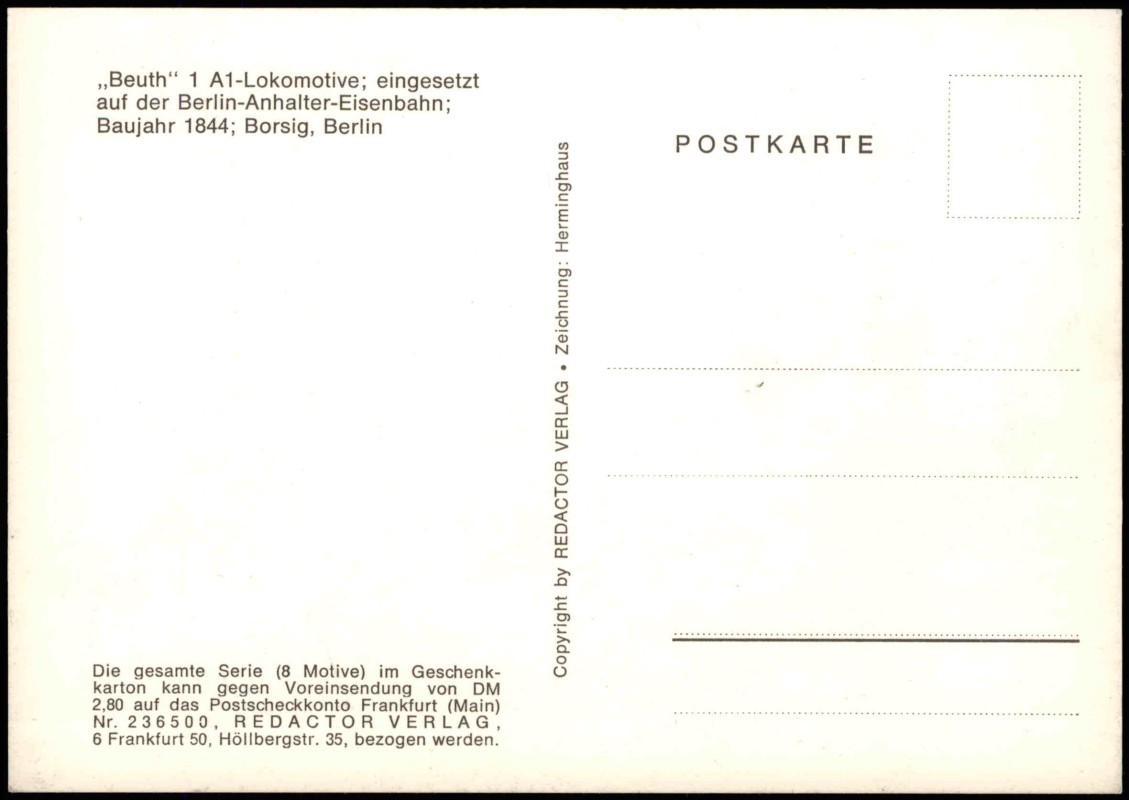 „Beuth“ 1 A1-Lokomotive; eingesetzt
auf der Berlin-Anhalter-Eisenbahn;
Baujahr 1844; Borsig, Berlin
Die gesamte Serie (8 Motive) im Geschenk-
karton kann gegen Voreinsendung von DM
2,80 auf das Postscheckkonto Frankfurt (Main)
Nr. 236500, REDACTOR VERLAG,
6 Frankfurt 50, Höllbergstr. 35, bezogen werden.
Copyright by REDACTOR VERLAG • Zeichnung: Herminghaus
POSTKARTE